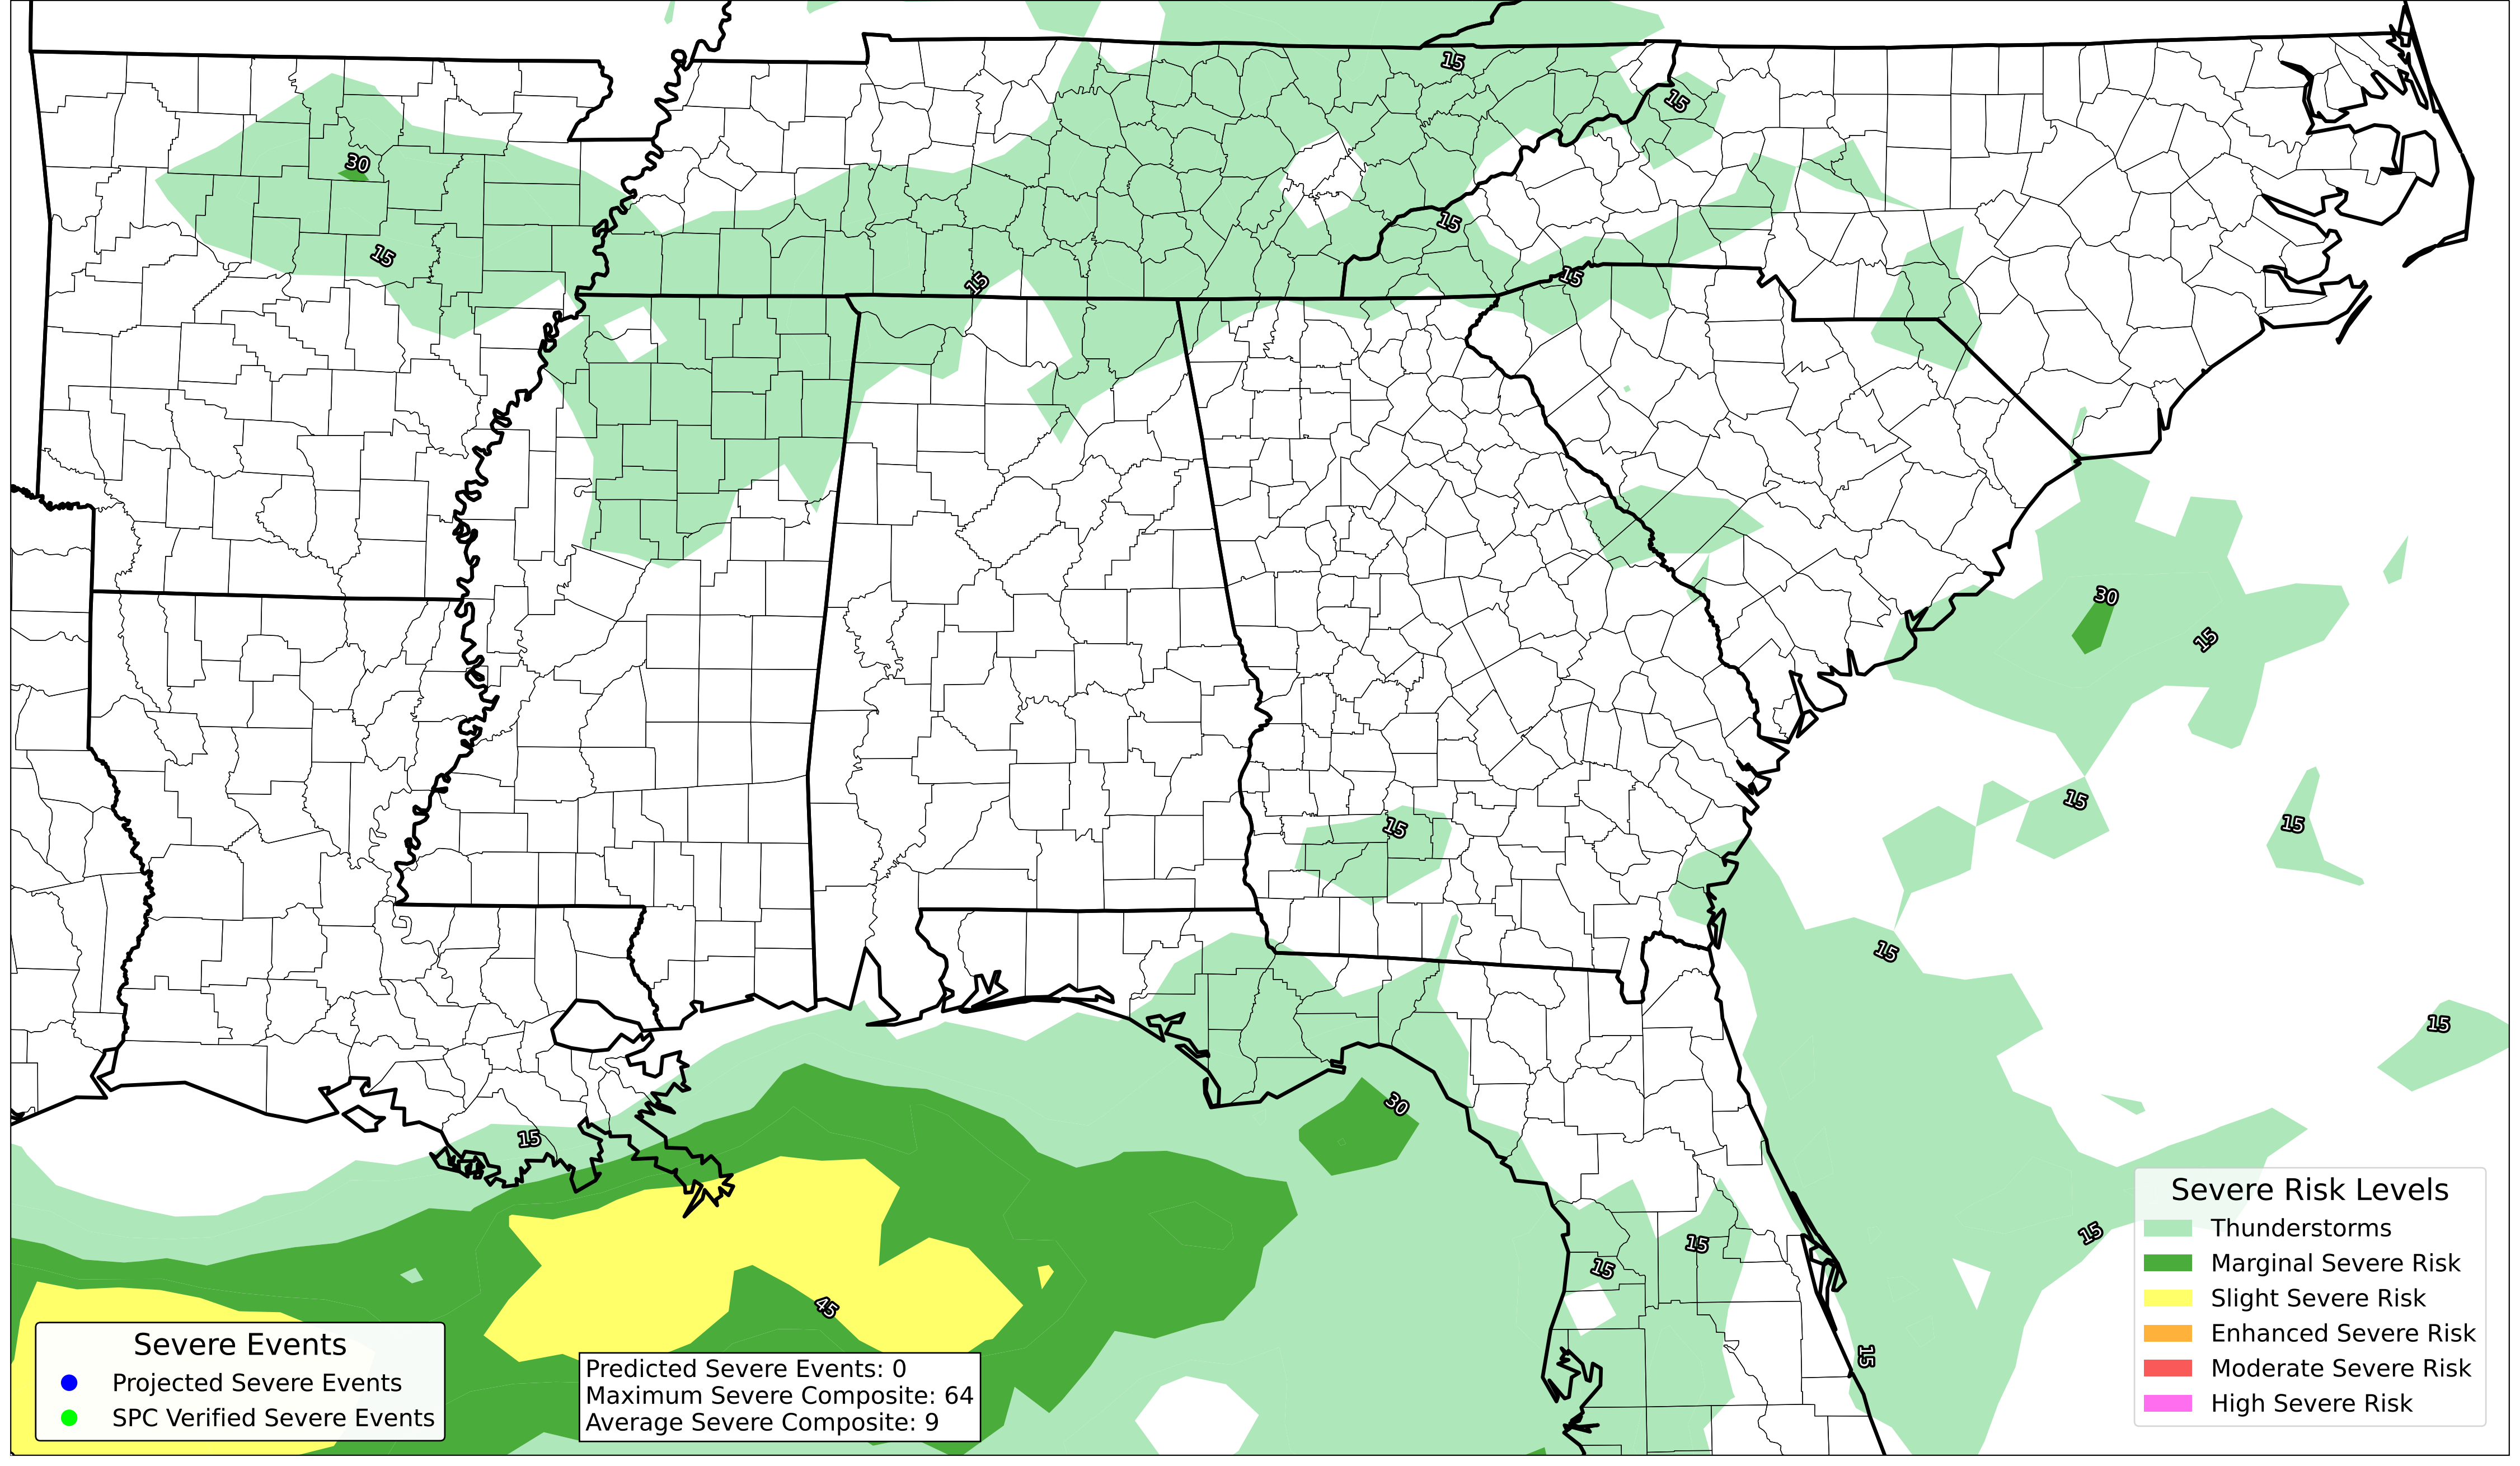 15
15
30
15
15
15
15
30
15
15
15
15
15
15
30
15
15
15
15
45
15
Severe Events
Projected Severe Events
SPC Verified Severe Events
Predicted Severe Events: 0
Maximum Severe Composite: 64
Average Severe Composite: 9
Severe Risk Levels
Thunderstorms
Marginal Severe Risk
Slight Severe Risk
Enhanced Severe Risk
Moderate Severe Risk
High Severe Risk